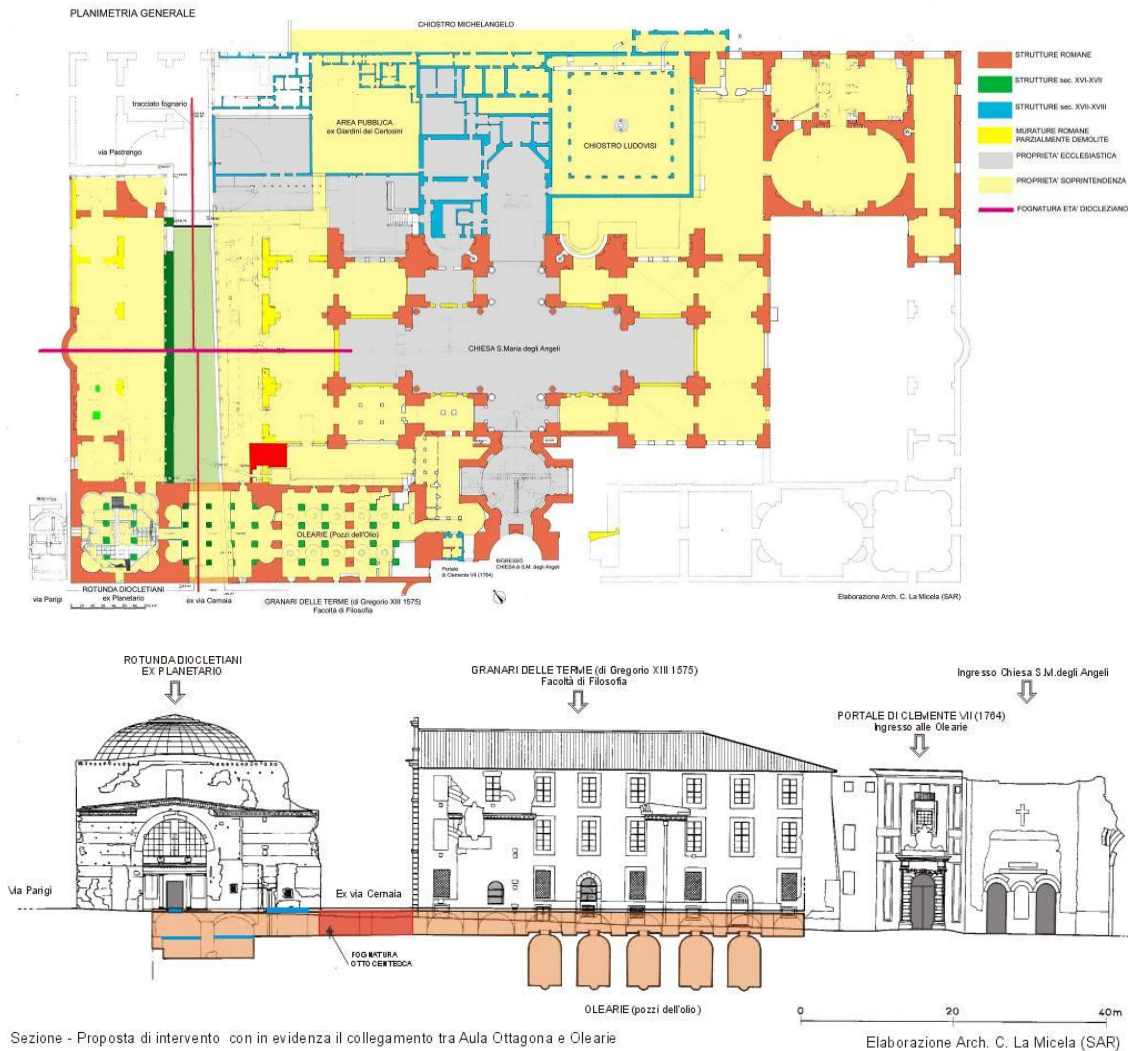 PLANIMETRIA GENERALE
CHIOSTRO MICHELANGELO
STRUTTURE ROMANE
STRUTTURE sec. XVI-XVII
STRUTTURE sec. XVII-XVIII
MURATURE ROMANE
PARZIALMENTE DEMOLITE
PROPRIETA' ECCLESIASTICA
PROPRIETA' SOPRINTENDENZA
FOGNATURA ETA' DIOCLEZIANO
tracciato fognario
via Pastrengo
AREA PUBBLICA
ex Giardini dei Certosini
CHIOSTRO LUDOVISI
CHIESA S.Maria degli Angeli
OLEARIE (Pozzi dell'Olio)
Portale
di Clemente VII (1764)
INGRESSO
CHIESA di S.M. degli Angeli
via Parigi
ROTUNDA DIOCLETIANI
ex Planetario
ex via Cernaia
GRANARI DELLE TERME (di Gregorio XIII 1575)
Facoltà di Filosofia
Elaborazione Arch. C. La Micela (SAR)
ROTUNDA DIOCLETIANI
EX PLANETARIO
GRANARI DELLE TERME (di Gregorio XIII 1575)
Facoltà di Filosofia
Ingresso Chiesa S.M.degli Angeli
PORTALE DI CLEMENTE VII (1764)
Ingresso alle Olearie
Via Parigi
Ex via Cernaia
FOGNATURA
OTTOCENTESCA
OLEARIE (pozzi dell'olio)
0 20 40m
Sezione - Proposta di intervento con in evidenza il collegamento tra Aula Ottagona e Olearie
Elaborazione Arch. C. La Micela (SAR)